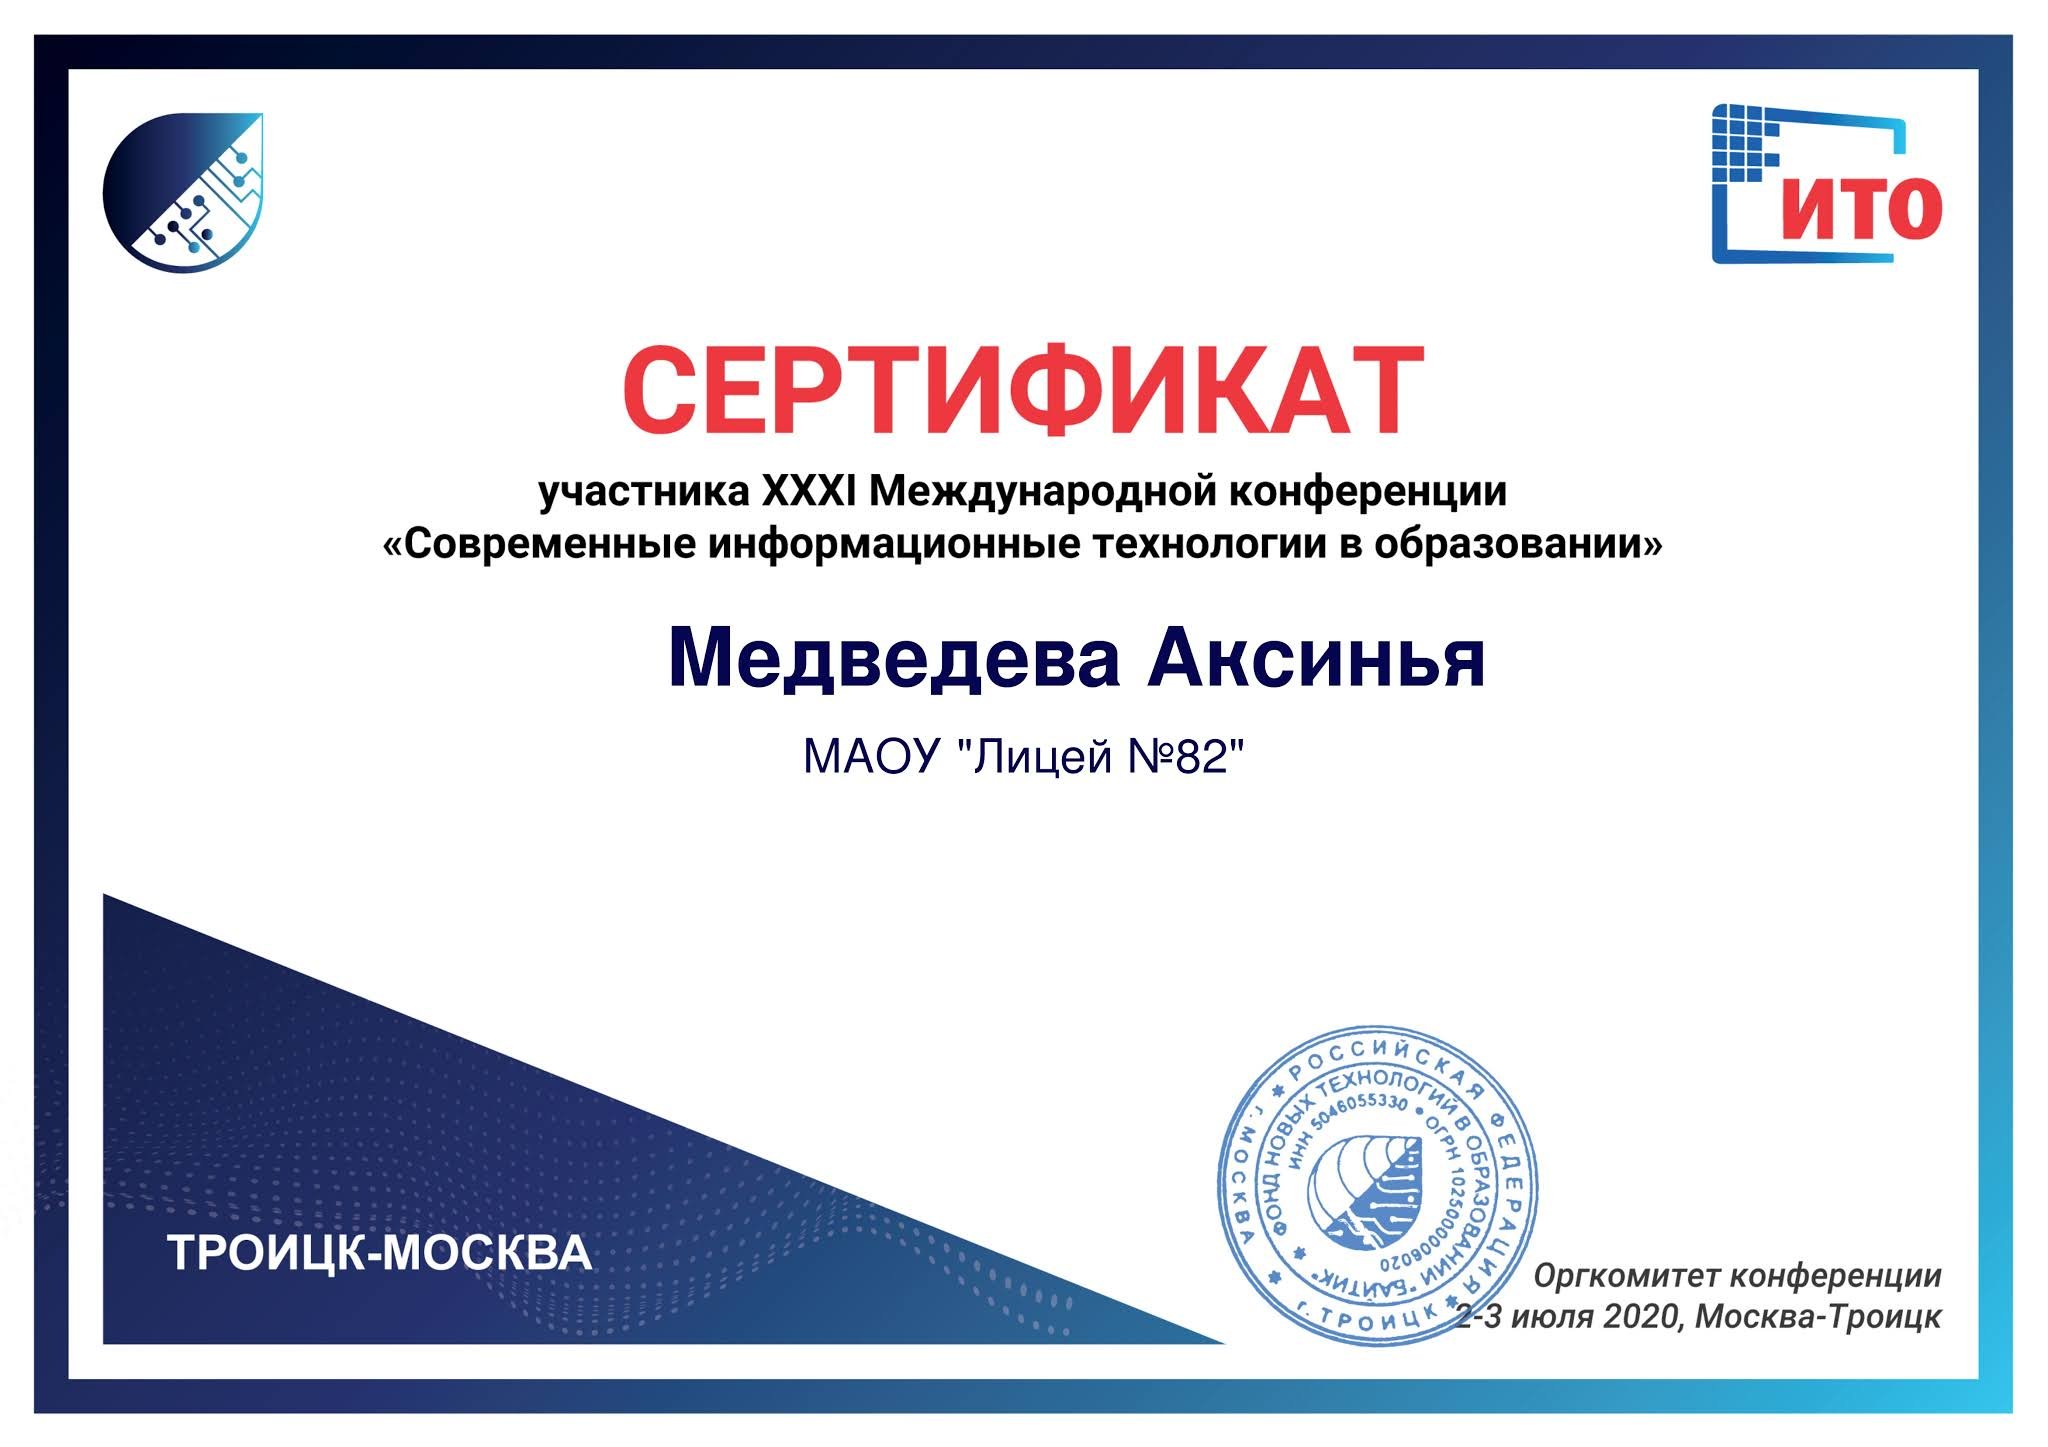 ИТО
СЕРТИФИКАТ
участника XXXI Международной конференции
«Современные информационные технологии в образовании»
Медведева Аксинья
МАОУ "Лицей №82"
ТРОИЦК-МОСКВА
РОССИЙСКАЯ ФЕДЕРАЦИЯ
г. МОСКВА
г. ТРОИЦК
ФОНД НОВЫХ ТЕХНОЛОГИЙ В ОБРАЗОВАНИИ "БАЙТИК"
ИНН 5046055330 • ОГРН 1025000006020
Оргкомитет конференции
2-3 июля 2020, Москва-Троицк